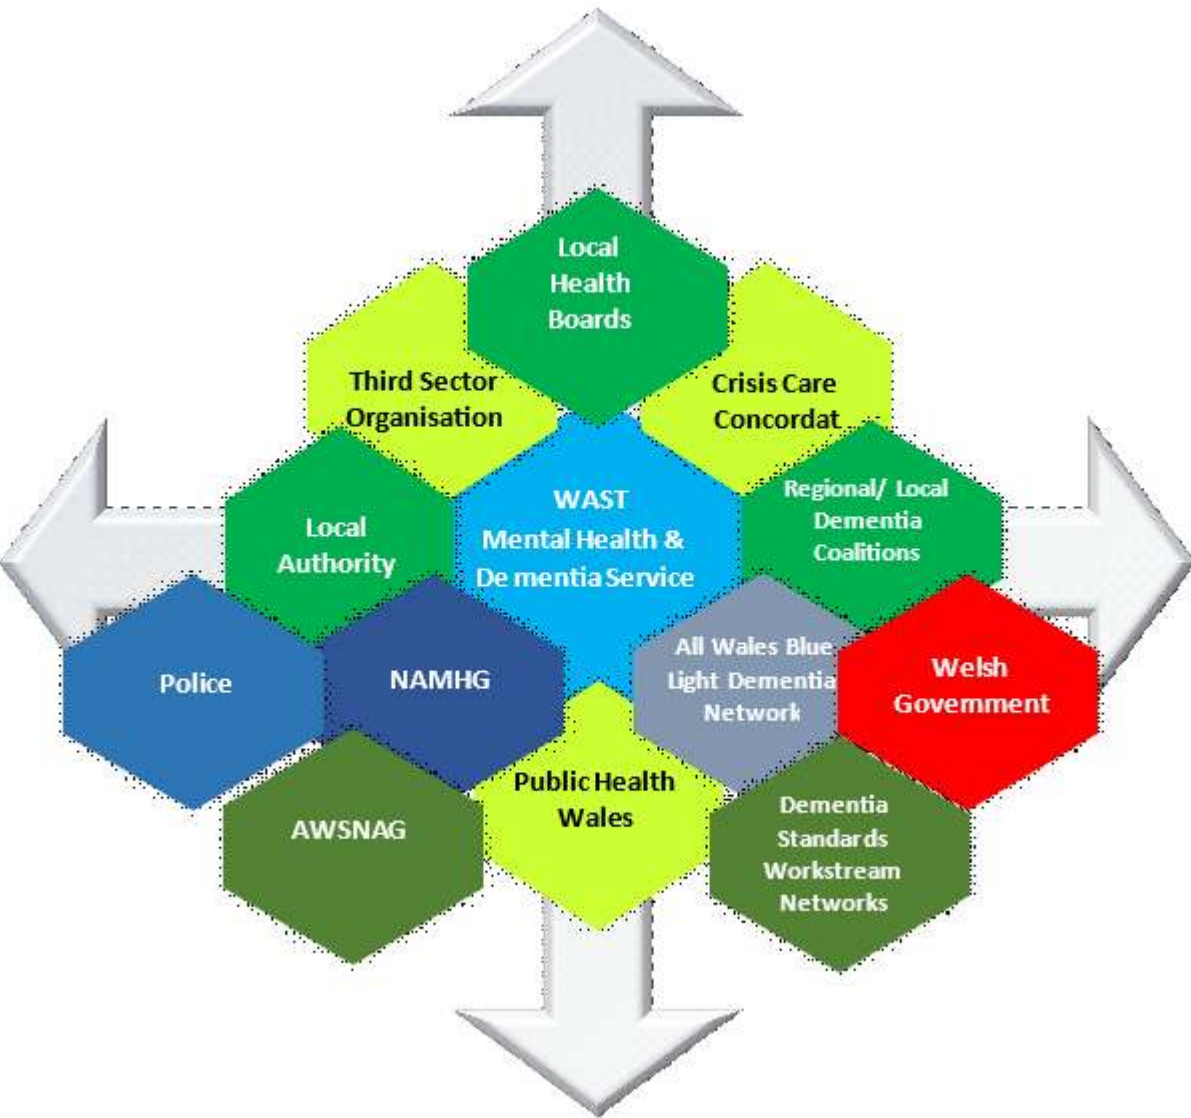 Local
Health
Boards
Third Sector
Organisation
Crisis Care
Concordat
WAST
Mental Health &
Dementia Service
Regional/ Local
Dementia
Coalitions
Local
Authority
Police
NAMHG
All Wales Blue
Light Dementia
Network
Welsh
Government
Public Health
Wales
AWSNAG
Dementia
Standards
Workstream
Networks